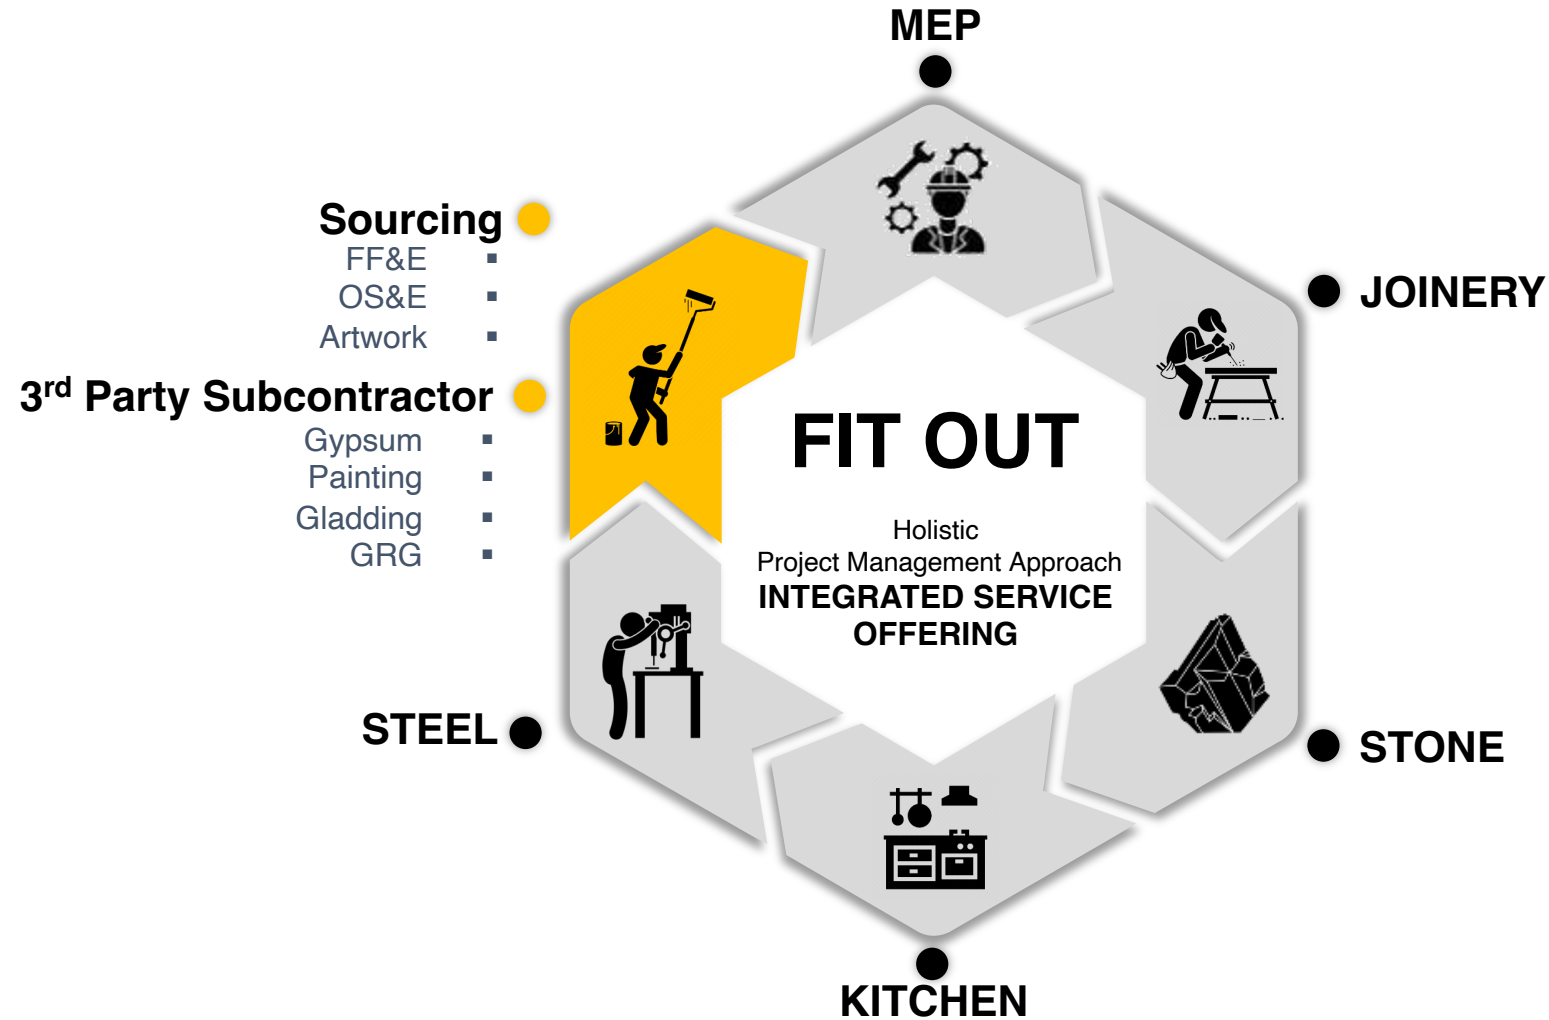 MEP
Sourcing
FF&E ▪
OS&E ▪
Artwork ▪
3rd Party Subcontractor
Gypsum ▪
Painting ▪
Gladding ▪
GRG ▪
STEEL
JOINERY
FIT OUT
Holistic
Project Management Approach
INTEGRATED SERVICE
OFFERING
STONE
KITCHEN